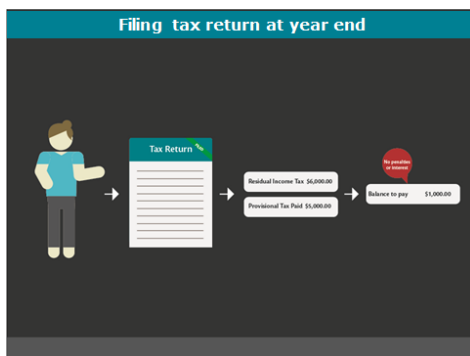 Filing tax return at year end
Tax Return
Residual Income Tax $6,000.00
Provisional Tax Paid $5,000.00
No penalties
or interest
Balance to pay $1,000.00